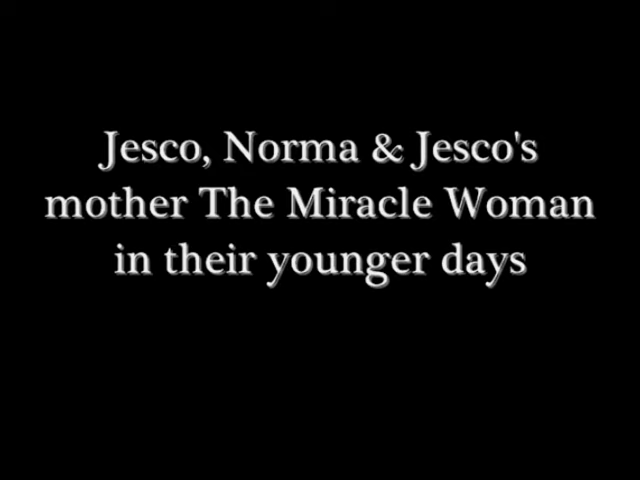 Jesco, Norma & Jesco's
mother The Miracle Woman
in their younger days